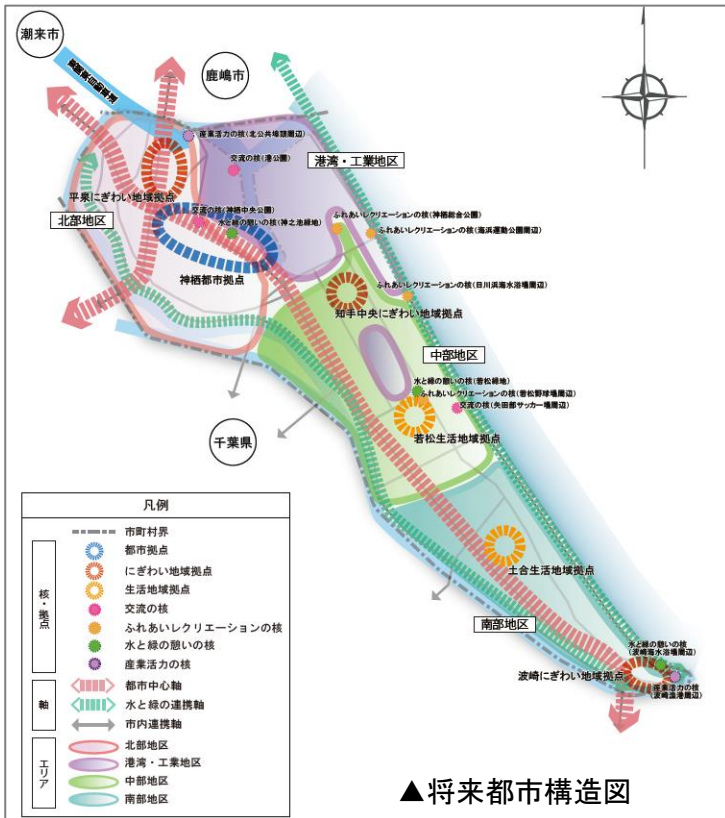 潮来市
鹿嶋市
産業活力の核(北公共埠頭周辺)
港湾・工業地区
交流の核(港公園)
平泉にぎわい地域拠点
北部地区
交流の核(神栖中央公園)
水と緑の憩いの核(神之池緑地)
ふれあいレクリエーションの核(神栖総合公園)
ふれあいレクリエーションの核(海浜運動公園周辺)
神栖都市拠点
ふれあいレクリエーションの核(日川浜海水浴場周辺)
知手中央にぎわい地域拠点
中部地区
水と緑の憩いの核(若松緑地)
ふれあいレクリエーションの核(若松野球場周辺)
交流の核(矢田部サッカー場周辺)
若松生活地域拠点
千葉県
土合生活地域拠点
南部地区
水と緑の憩いの核
(波崎海水浴場周辺)
波崎にぎわい地域拠点
産業活力の核
(波崎漁港周辺)
凡例
市町村界
核・拠点
都市拠点
にぎわい地域拠点
生活地域拠点
交流の核
ふれあいレクリエーションの核
水と緑の憩いの核
産業活力の核
軸
都市中心軸
水と緑の連携軸
市内連携軸
エリア
北部地区
港湾・工業地区
中部地区
南部地区
▲将来都市構造図